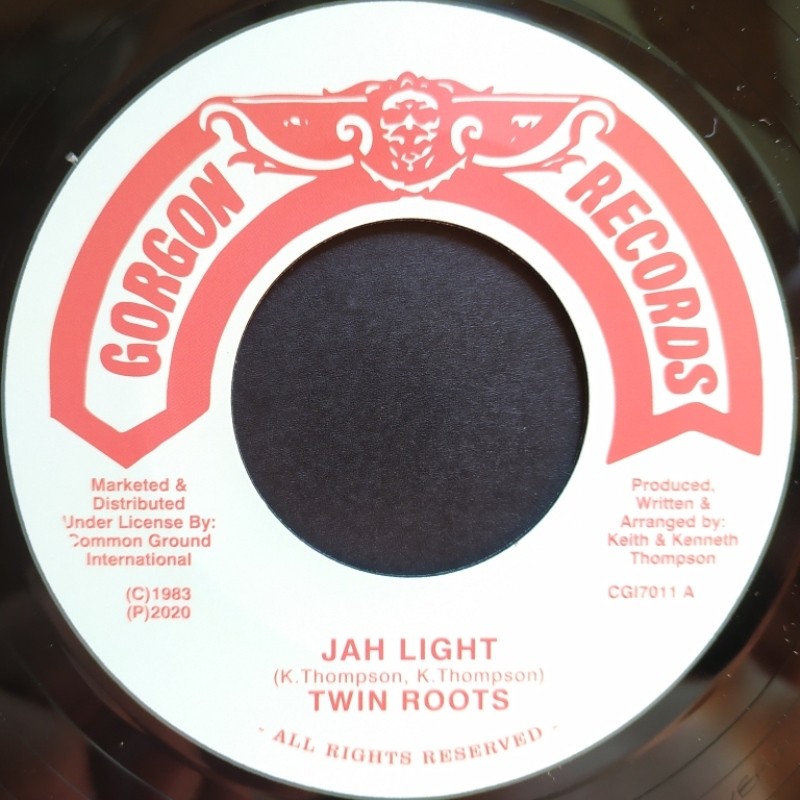 GORGON RECORDS
Marketed &
Distributed
Under License By:
Common Ground
International
(C)1983
(P)2020
Produced,
Written &
Arranged by:
Keith & Kenneth
Thompson
CGI7011 A
JAH LIGHT
(K.Thompson, K.Thompson)
TWIN ROOTS
- ALL RIGHTS RESERVED -